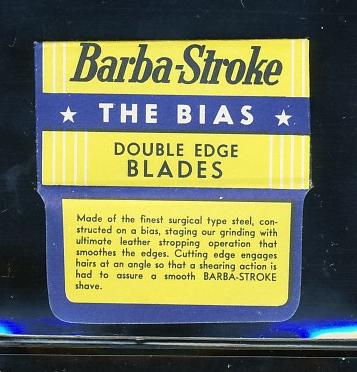 Barba-Stroke
★ THE BIAS ★
DOUBLE EDGE
BLADES
Made of the finest surgical type steel, con-
structed on a bias, staging our grinding with
ultimate leather stropping operation that
smoothes the edges. Cutting edge engages
hairs at an angle so that a shearing action is
had to assure a smooth BARBA-STROKE
shave.